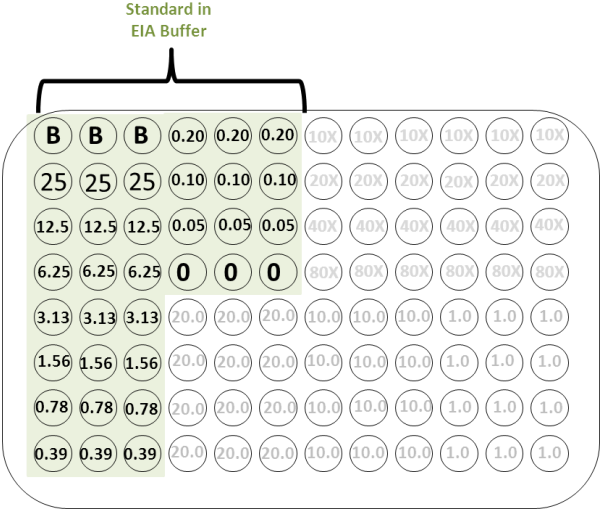 Standard in
EIA Buffer
B B B 0.20 0.20 0.20 10X 10X 10X 10X 10X 10X
25 25 25 0.10 0.10 0.10 20X 20X 20X 20X 20X 20X
12.5 12.5 12.5 0.05 0.05 0.05 40X 40X 40X 40X 40X 40X
6.25 6.25 6.25 0 0 0 80X 80X 80X 80X 80X 80X
3.13 3.13 3.13 20.0 20.0 20.0 10.0 10.0 10.0 1.0 1.0 1.0
1.56 1.56 1.56 20.0 20.0 20.0 10.0 10.0 10.0 1.0 1.0 1.0
0.78 0.78 0.78 20.0 20.0 20.0 10.0 10.0 10.0 1.0 1.0 1.0
0.39 0.39 0.39 20.0 20.0 20.0 10.0 10.0 10.0 1.0 1.0 1.0